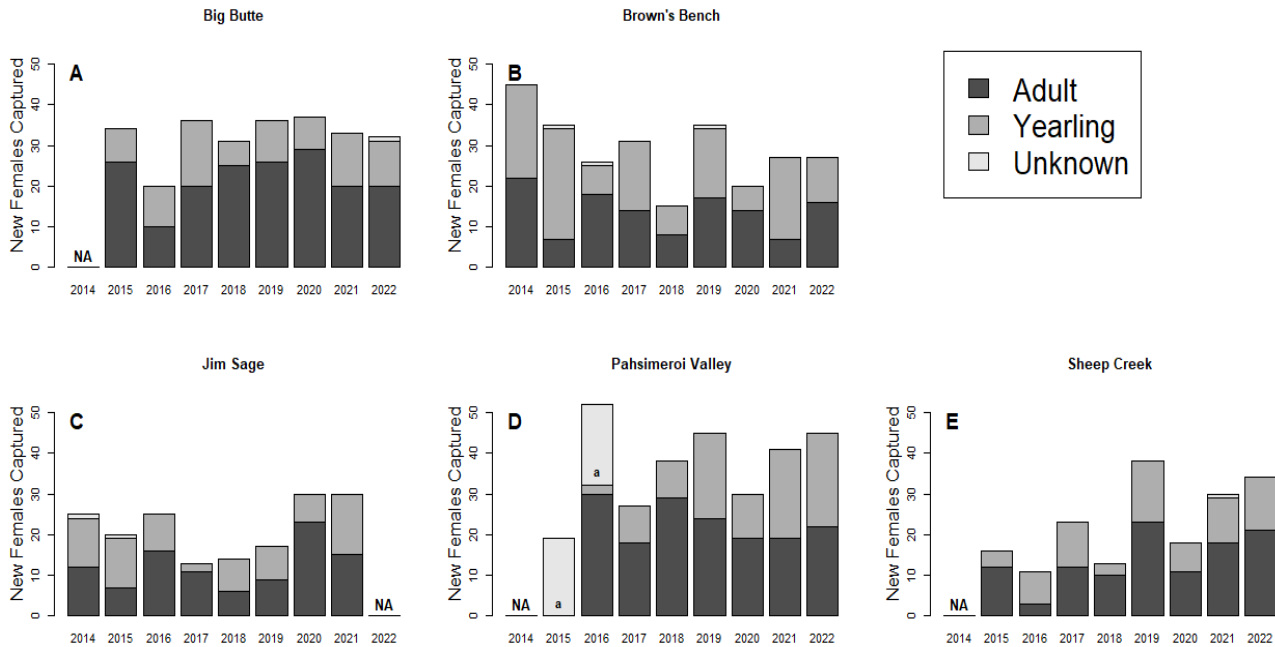 Big Butte
Brown's Bench
A
New Females Captured
0 10 20 30 40 50
NA
2014 2015 2016 2017 2018 2019 2020 2021 2022
B
New Females Captured
0 10 20 30 40 50
2014 2015 2016 2017 2018 2019 2020 2021 2022
Adult
Yearling
Unknown
Jim Sage
Pahsimeroi Valley
Sheep Creek
C
New Females Captured
0 10 20 30 40 50
NA
2014 2015 2016 2017 2018 2019 2020 2021 2022
D
New Females Captured
0 10 20 30 40 50
NA
a
a
2014 2015 2016 2017 2018 2019 2020 2021 2022
E
New Females Captured
0 10 20 30 40 50
NA
2014 2015 2016 2017 2018 2019 2020 2021 2022